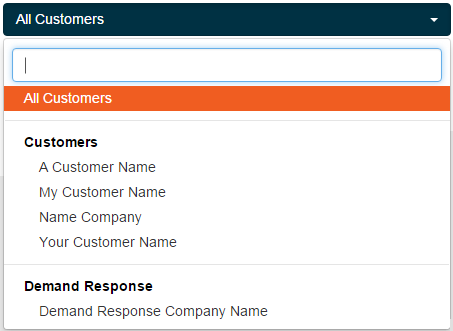 All Customers
All Customers
Customers
A Customer Name
My Customer Name
Name Company
Your Customer Name
Demand Response
Demand Response Company Name